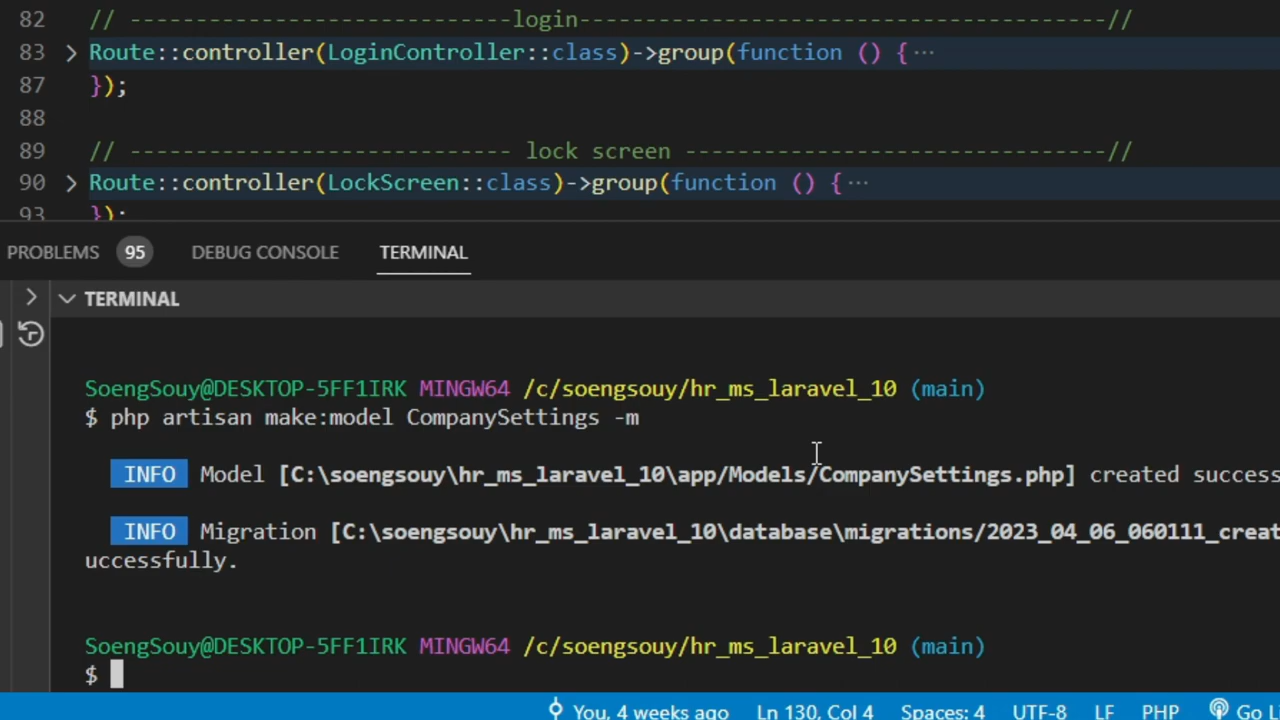 82 // -----------------------------login----------------------------------------//
83 > Route::controller(LoginController::class)->group(function () { ···
87 });
88
89 // ----------------------------- lock screen --------------------------------//
90 > Route::controller(LockScreen::class)->group(function () { ···
93 });
PROBLEMS 95 DEBUG CONSOLE TERMINAL
TERMINAL
SoengSouy@DESKTOP-5FF1IRK MINGW64 /c/soengsouy/hr_ms_laravel_10 (main)
$ php artisan make:model CompanySettings -m
INFO Model [C:\soengsouy\hr_ms_laravel_10\app/Models/CompanySettings.php] created success
INFO Migration [C:\soengsouy\hr_ms_laravel_10\database\migrations/2023_04_06_060111_creat
uccessfully.
SoengSouy@DESKTOP-5FF1IRK MINGW64 /c/soengsouy/hr_ms_laravel_10 (main)
$
You, 4 weeks ago Ln 130, Col 4 Spaces: 4 UTF-8 LF PHP Go L